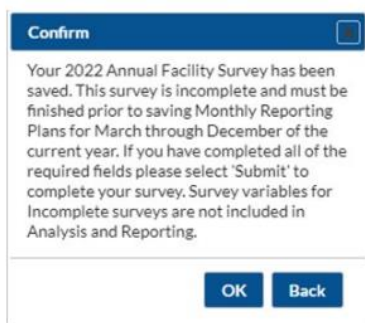 Confirm
Your 2022 Annual Facility Survey has been
saved. This survey is incomplete and must be
finished prior to saving Monthly Reporting
Plans for March through December of the
current year. If you have completed all of the
required fields please select 'Submit' to
complete your survey. Survey variables for
Incomplete surveys are not included in
Analysis and Reporting.
OK Back